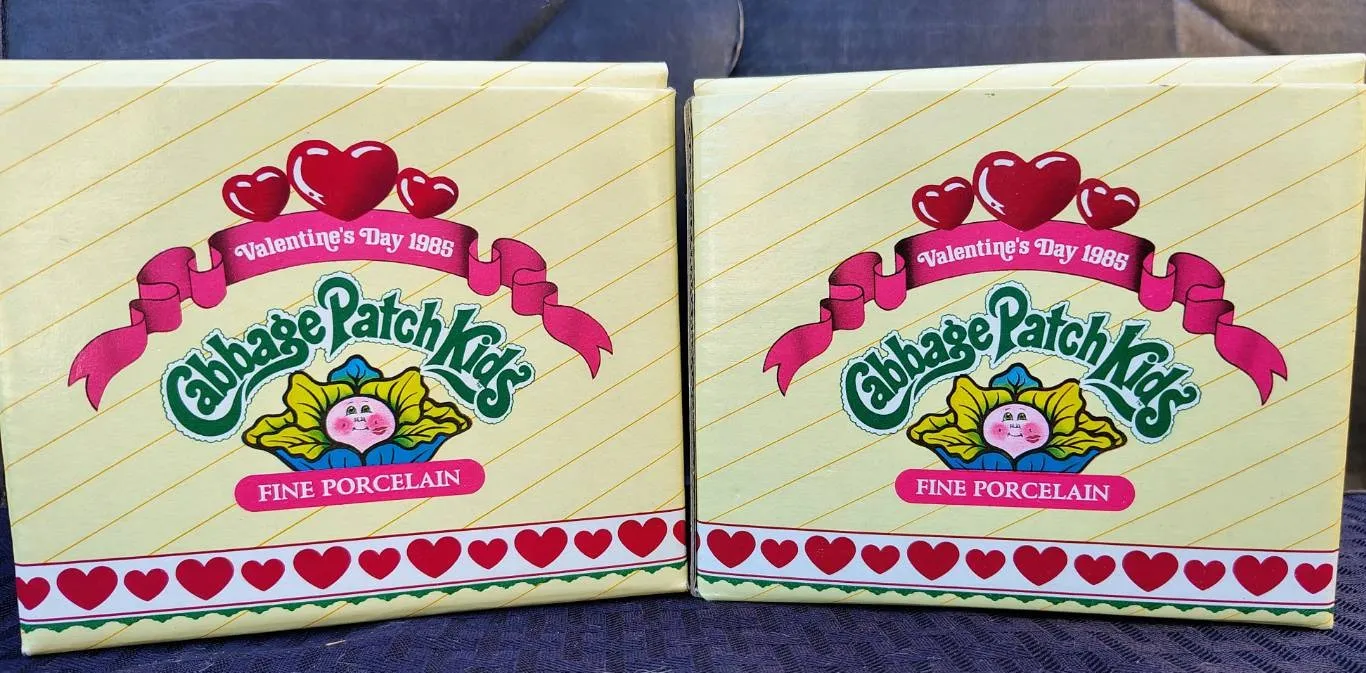 Valentine's Day 1985
Cabbage Patch Kids
FINE PORCELAIN
Valentine's Day 1985
Cabbage Patch Kids
FINE PORCELAIN